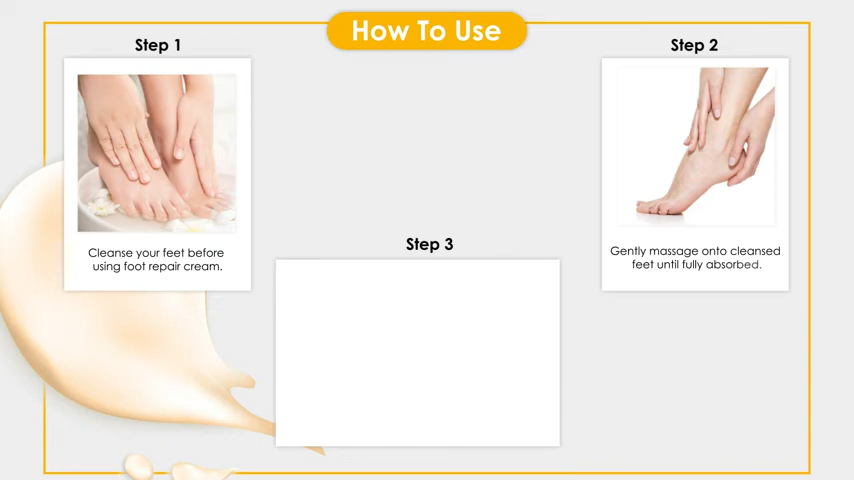 How To Use
Step 1
Step 2
Cleanse your feet before
using foot repair cream.
Gently massage onto cleansed
feet until fully absorbed.
Step 3